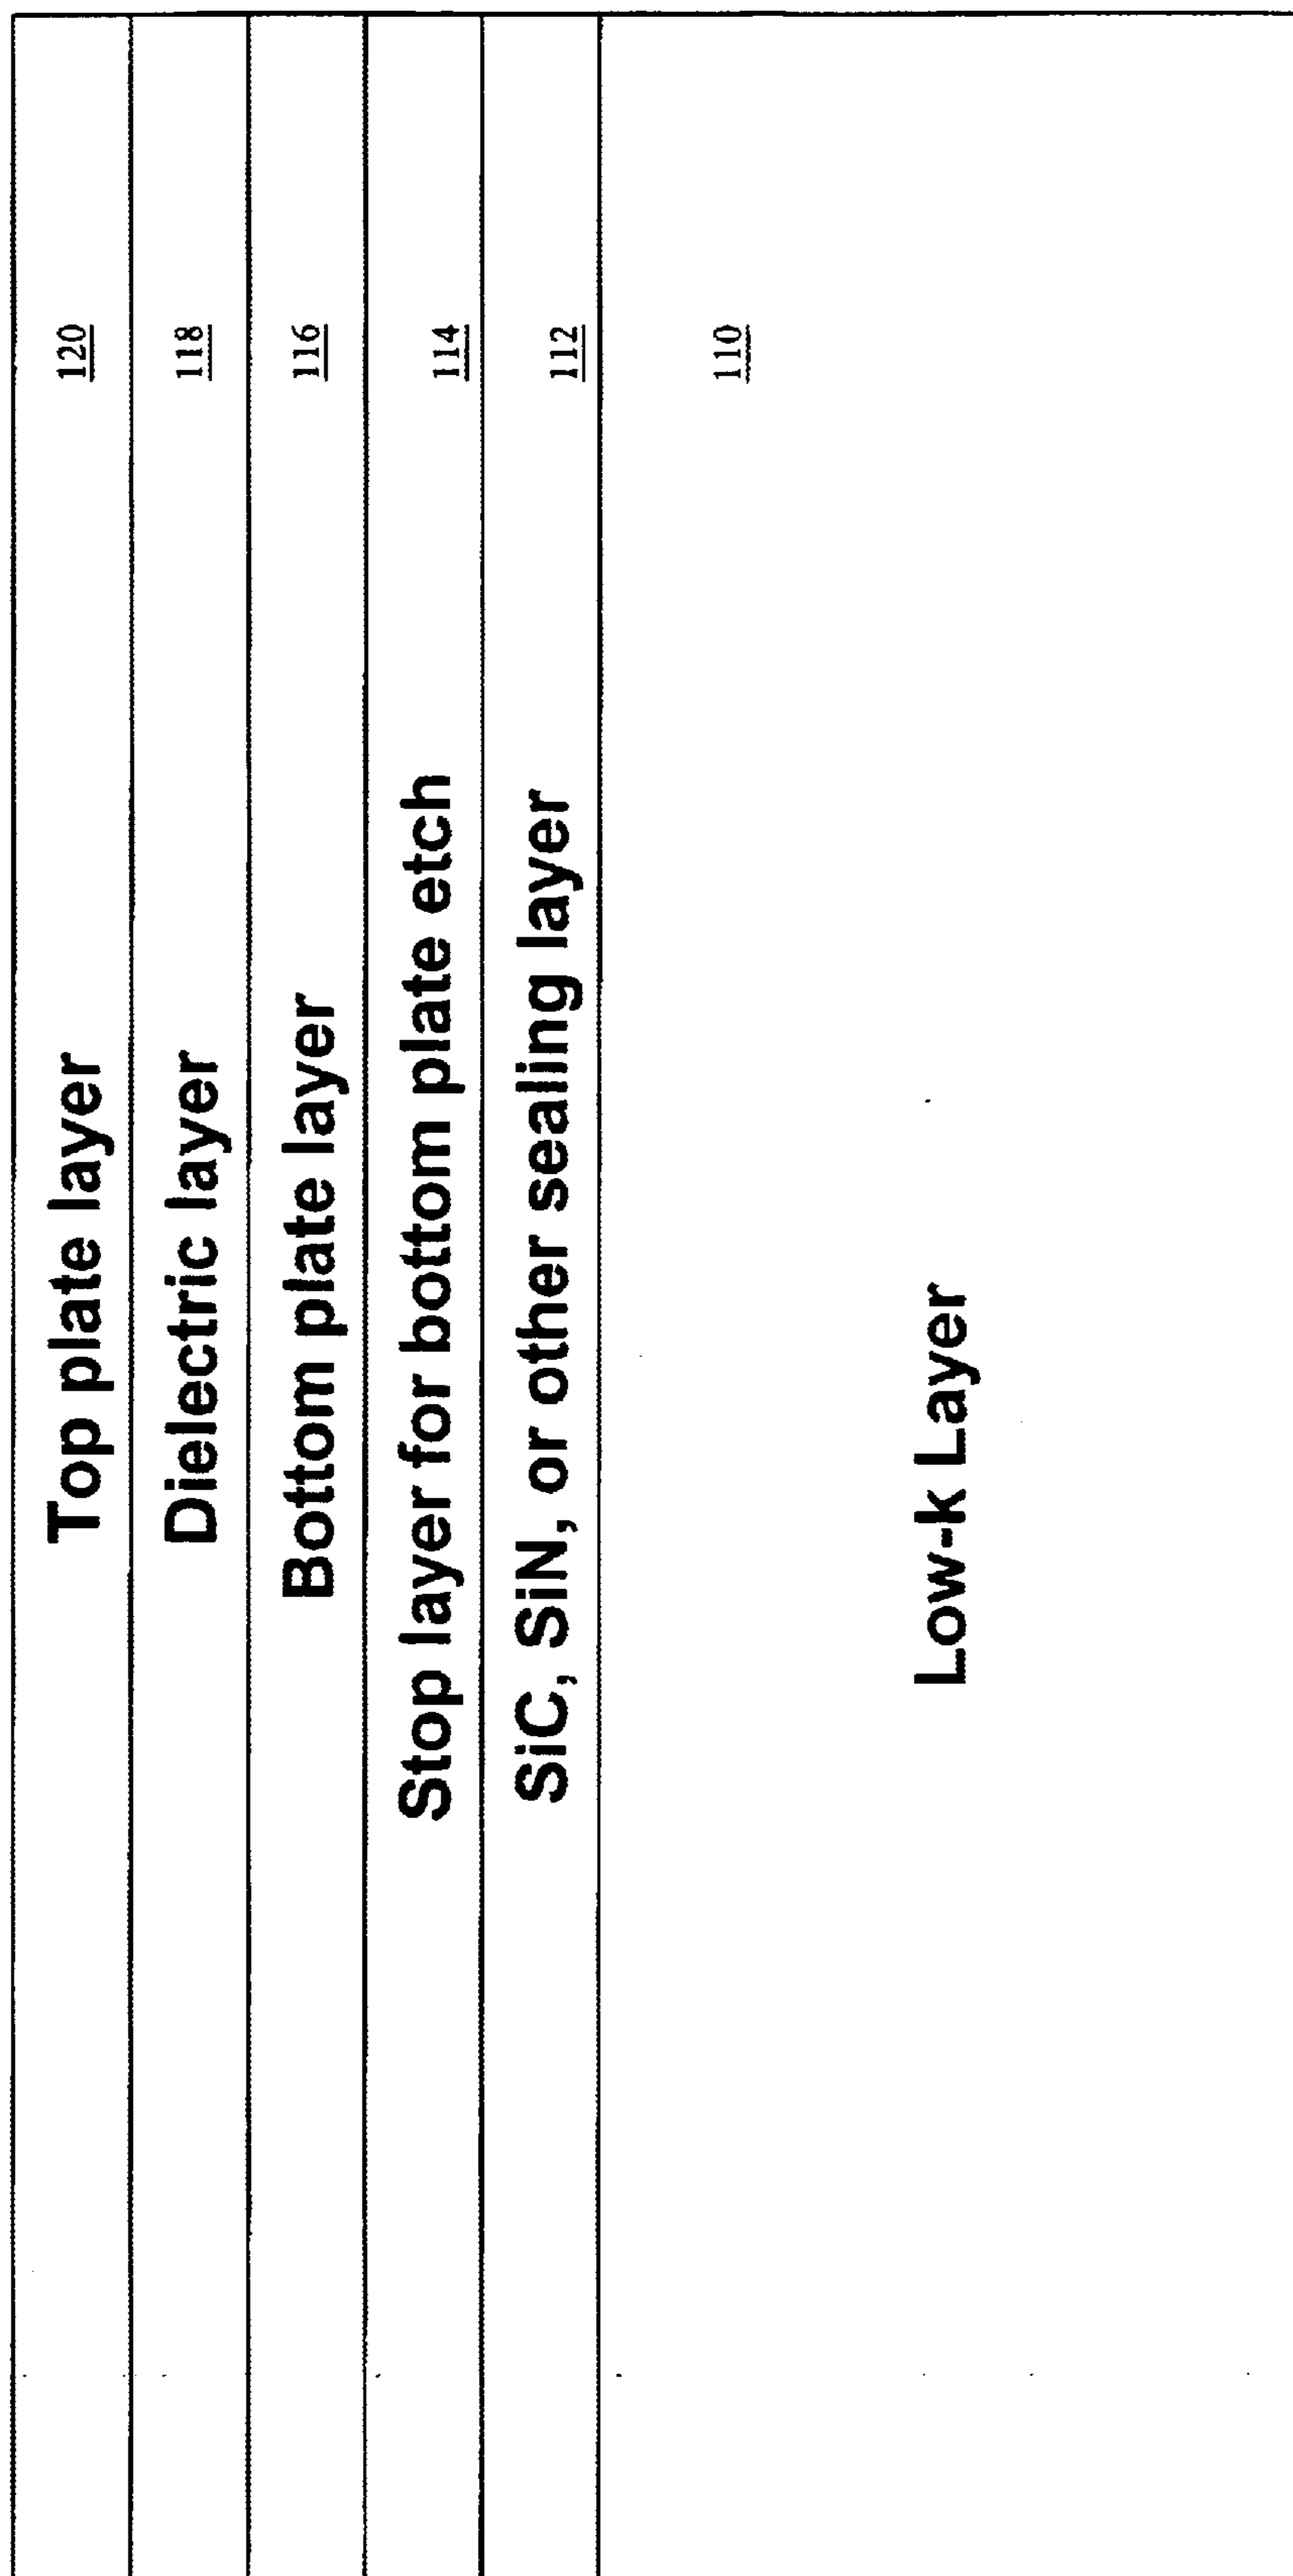 Top plate layer 120
Dielectric layer 118
Bottom plate layer 116
Stop layer for bottom plate etch 114
SiC, SiN, or other sealing layer 112
110
Low-k Layer